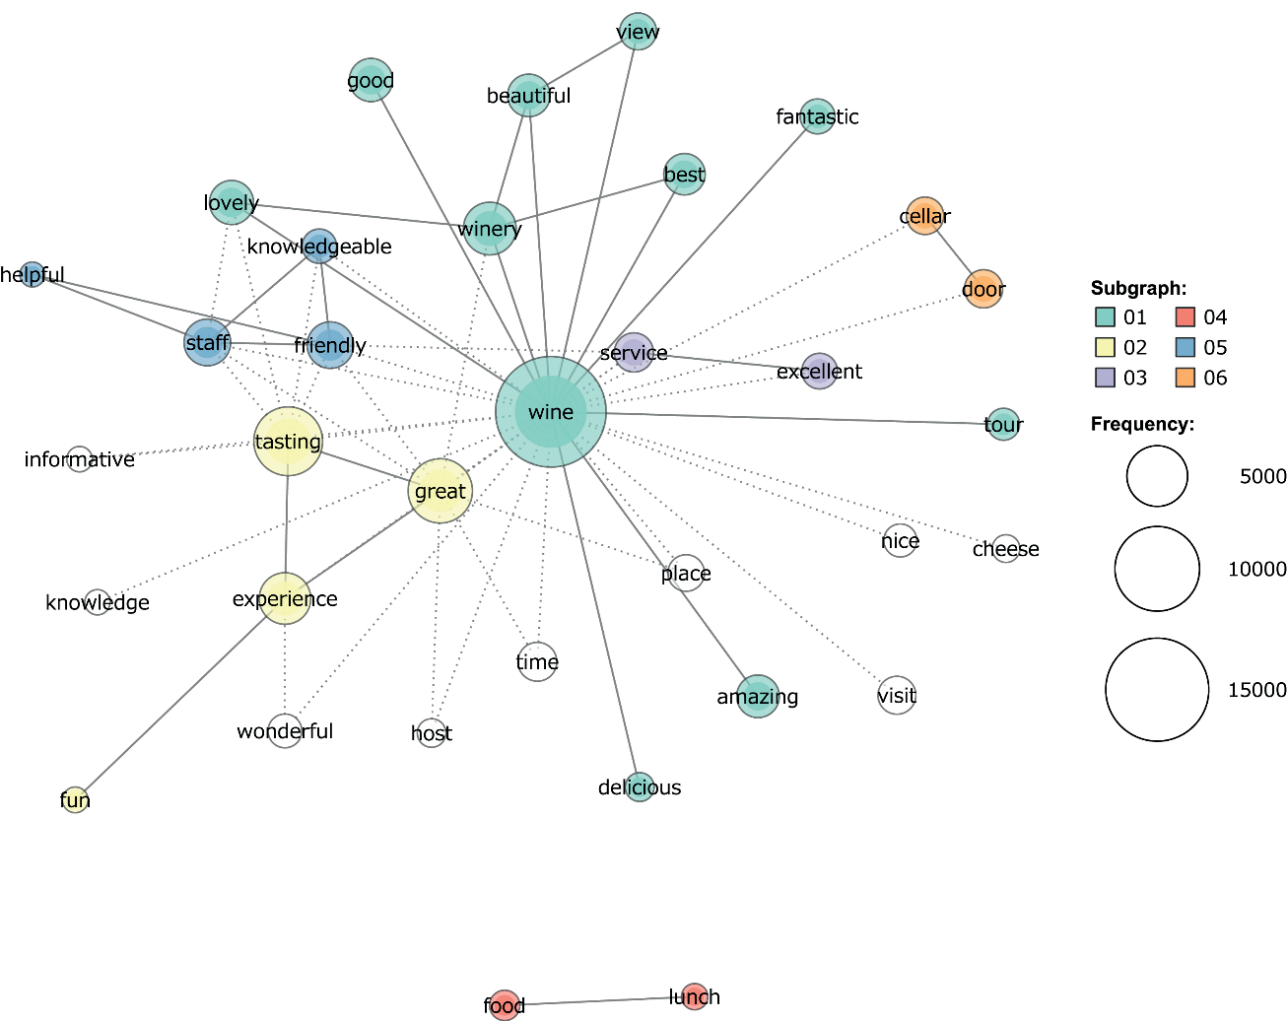 view
good
beautiful
fantastic
best
lovely
cellar
winery
knowledgeable
helpful
door
staff
friendly
service
excellent
wine
tour
tasting
informative
great
nice
cheese
place
experience
knowledge
time
amazing
visit
wonderful
host
delicious
fun
food
lunch
Subgraph:
01 04
02 05
03 06
Frequency:
5000
10000
15000